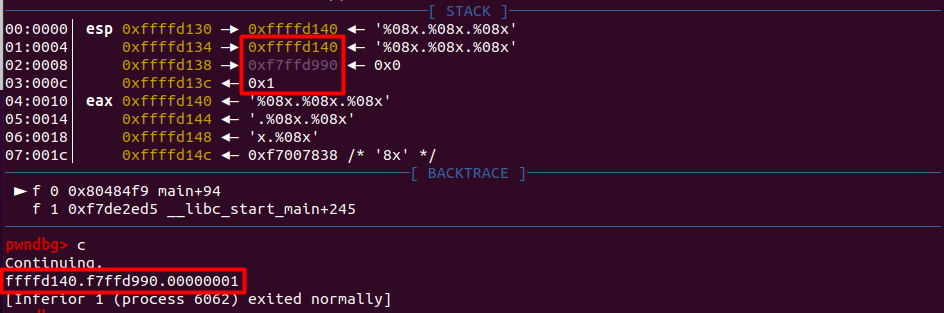 [ STACK ]
00:0000│ esp 0xffffd130 —▸ 0xffffd140 ◂— '%08x.%08x.%08x'
01:0004│     0xffffd134 —▸ 0xffffd140 ◂— '%08x.%08x.%08x'
02:0008│     0xffffd138 —▸ 0xf7ffd990 ◂— 0x0
03:000c│     0xffffd13c ◂— 0x1
04:0010│ eax 0xffffd140 ◂— '%08x.%08x.%08x'
05:0014│     0xffffd144 ◂— '.%08x.%08x'
06:0018│     0xffffd148 ◂— 'x.%08x'
07:001c│     0xffffd14c ◂— 0xf7007838 /* '8x' */
[ BACKTRACE ]
► f 0 0x80484f9 main+94
f 1 0xf7de2ed5 __libc_start_main+245
pwndbg> c
Continuing.
ffffd140.f7ffd990.00000001
[Inferior 1 (process 6062) exited normally]